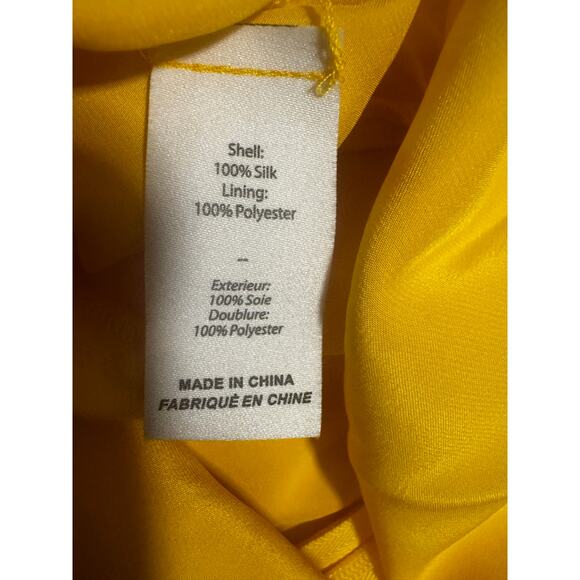 Shell:
100% Silk
Lining:
100% Polyester
--
Exterieur:
100% Soie
Doublure:
100% Polyester
MADE IN CHINA
FABRIQUÈ EN CHINE